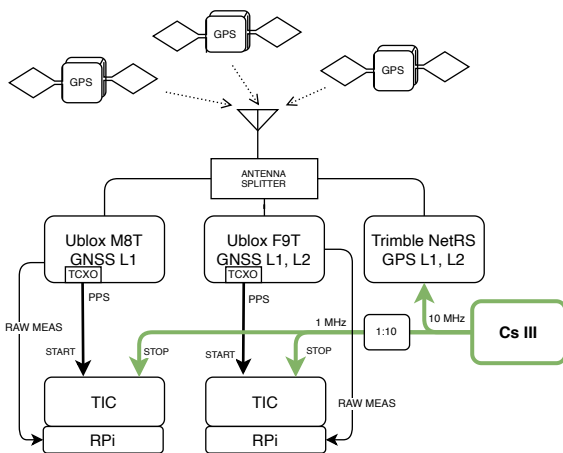 GPS
GPS
GPS
ANTENNA
SPLITTER
Ublox M8T
GNSS L1
TCXO
Ublox F9T
GNSS L1, L2
TCXO
Trimble NetRS
GPS L1, L2
PPS
PPS
RAW MEAS
1 MHz
1:10
10 MHz
Cs III
START
STOP
START
STOP
TIC
TIC
RAW MEAS
RPi
RPi